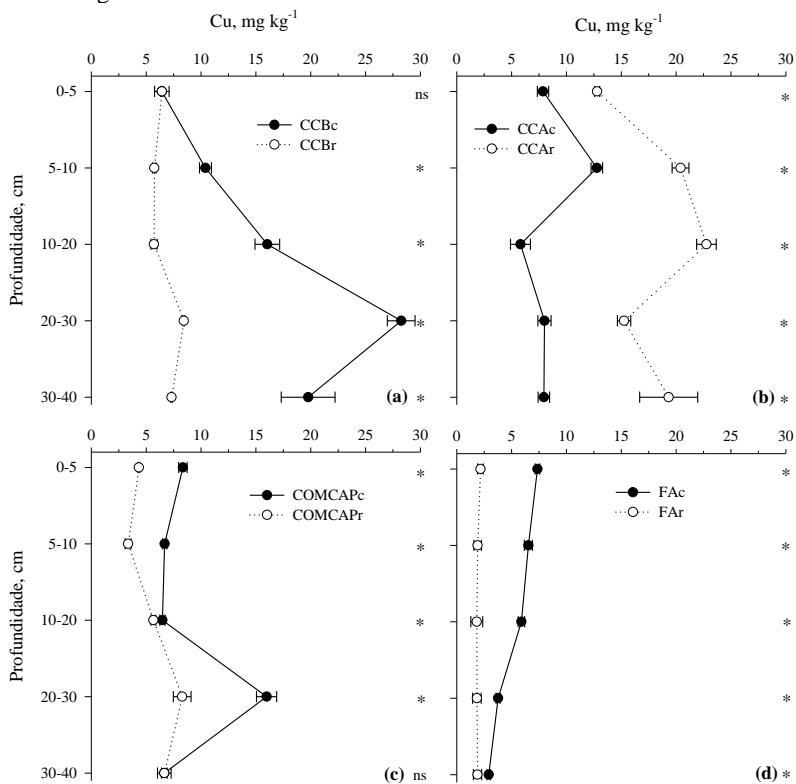 Cu, mg kg-1
Cu, mg kg-1
0 5 10 15 20 25 30
0 5 10 15 20 25 30
Profundidade, cm
0-5
5-10
10-20
20-30
30-40
CCBc
CCBr
ns
*
*
*
*
(a)
CCAc
CCAr
*
*
*
*
*
(b)
0 5 10 15 20 25 30
0 5 10 15 20 25 30
Profundidade, cm
0-5
5-10
10-20
20-30
30-40
COMCAPc
COMCAPr
*
*
*
*
(c) ns
FAc
FAr
*
*
*
*
(d) *